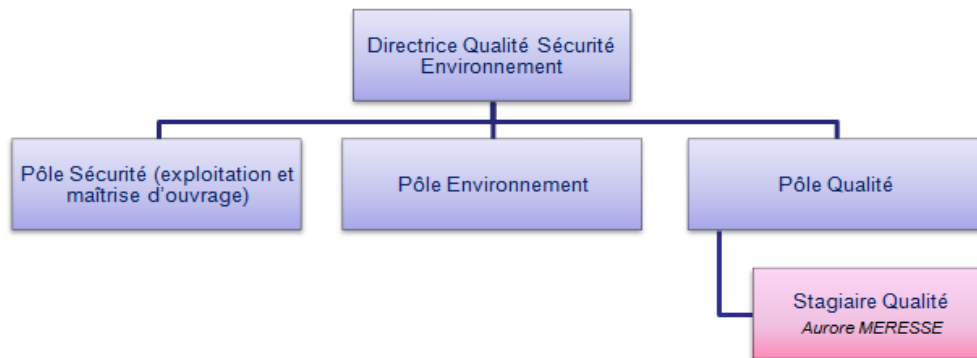 Directrice Qualité Sécurité
Environnement
Pôle Sécurité (exploitation et
maîtrise d'ouvrage)
Pôle Environnement
Pôle Qualité
Stagiaire Qualité
Aurore MERESSE